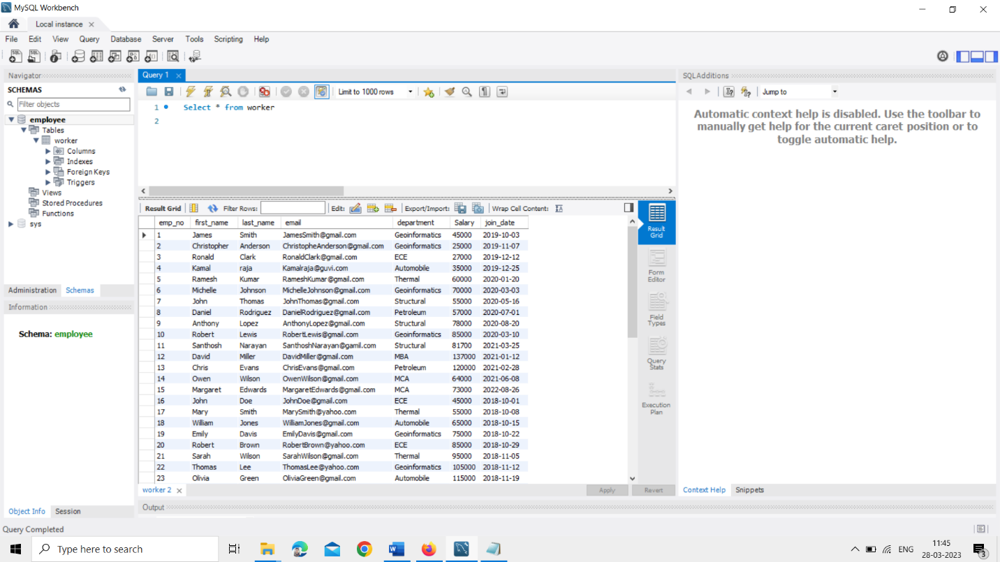 MySQL Workbench
Local instance
File Edit View Query Database Server Tools Scripting Help
Navigator
SCHEMAS
Filter objects
employee
Tables
worker
Columns
Indexes
Foreign Keys
Triggers
Views
Stored Procedures
Functions
sys
Administration Schemas
Information
Schema: employee
Object Info Session
Query 1
Limit to 1000 rows
1 Select * from worker
2
Result Grid Filter Rows: Edit: Export/Import: Wrap Cell Content:
emp_no first_name last_name email department Salary join_date
1 James Smith JamesSmith@gmail.com Geoinformatics 45000 2019-10-03
2 Christopher Anderson ChristopheAnderson@gmail.com Geoinformatics 25000 2019-11-07
3 Ronald Clark RonaldClark@gmail.com ECE 27000 2019-12-12
4 Kamal raja Kamalraja@guvi.com Automobile 35000 2019-12-25
5 Ramesh Kumar RameshKumar@gmail.com Thermal 60000 2020-01-20
6 Michelle Johnson MichelleJohnson@gmail.com Geoinformatics 70000 2020-03-03
7 John Thomas JohnThomas@gmail.com Structural 55000 2020-05-16
8 Daniel Rodriguez DanielRodriguez@gmail.com Petroleum 57000 2020-07-01
9 Anthony Lopez AnthonyLopez@gmail.com Structural 78000 2020-08-20
10 Robert Lewis RobertLewis@gmail.com Geoinformatics 85000 2020-03-10
11 Santhosh Narayan SanthoshNarayan@gamil.com Structural 81700 2021-03-25
12 David Miller DavidMiller@gmail.com MBA 137000 2021-01-12
13 Chris Evans ChrisEvans@gmail.com Petroleum 120000 2021-02-28
14 Owen Wilson OwenWilson@gmail.com MCA 64000 2021-06-08
15 Margaret Edwards MargaretEdwards@gmail.com MCA 73000 2022-08-26
16 John Doe JohnDoe@gmail.com ECE 45000 2018-10-01
17 Mary Smith MarySmith@yahoo.com Thermal 55000 2018-10-08
18 William Jones WilliamJones@gmail.com Automobile 65000 2018-10-15
19 Emily Davis EmilyDavis@gmail.com Geoinformatics 75000 2018-10-22
20 Robert Brown RobertBrown@yahoo.com ECE 85000 2018-10-29
21 Sarah Wilson SarahWilson@gmail.com Thermal 95000 2018-11-05
22 Thomas Lee ThomasLee@yahoo.com Geoinformatics 105000 2018-11-12
23 Olivia Green OliviaGreen@gmail.com Automobile 115000 2018-11-19
Result
Grid
Form
Editor
Field
Types
Query
Stats
Execution
Plan
worker 2 Apply Revert
Output
SQLAdditions
Jump to
Automatic context help is disabled. Use the toolbar to
manually get help for the current caret position or to
toggle automatic help.
Context Help Snippets
Query Completed
Type here to search
ENG
11:45
28-03-2023
3